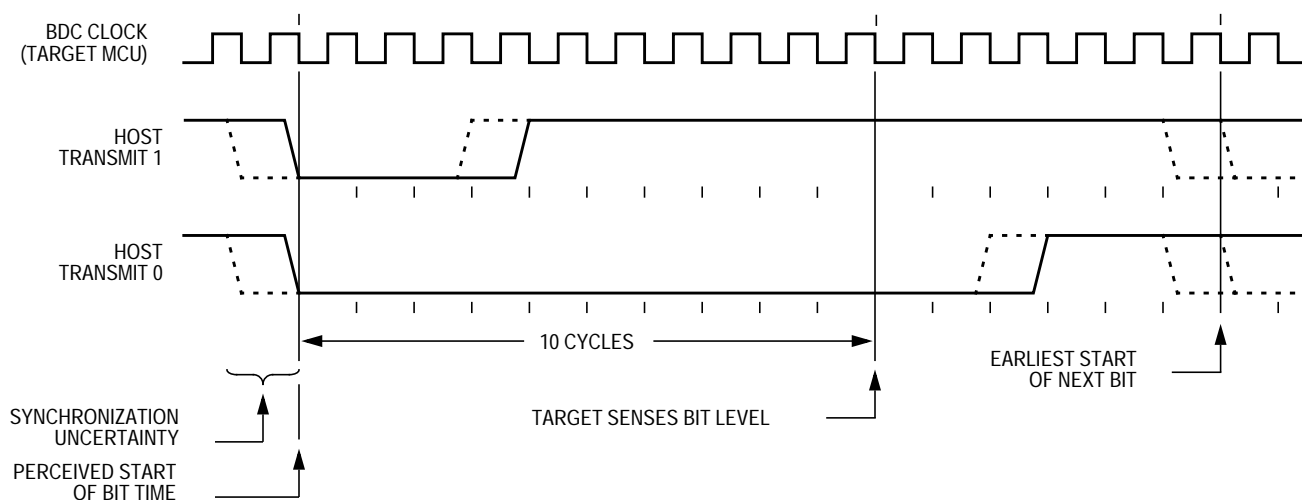 BDC CLOCK
(TARGET MCU)
HOST
TRANSMIT 1
HOST
TRANSMIT 0
10 CYCLES
EARLIEST START
OF NEXT BIT
SYNCHRONIZATION
UNCERTAINTY
TARGET SENSES BIT LEVEL
PERCEIVED START
OF BIT TIME